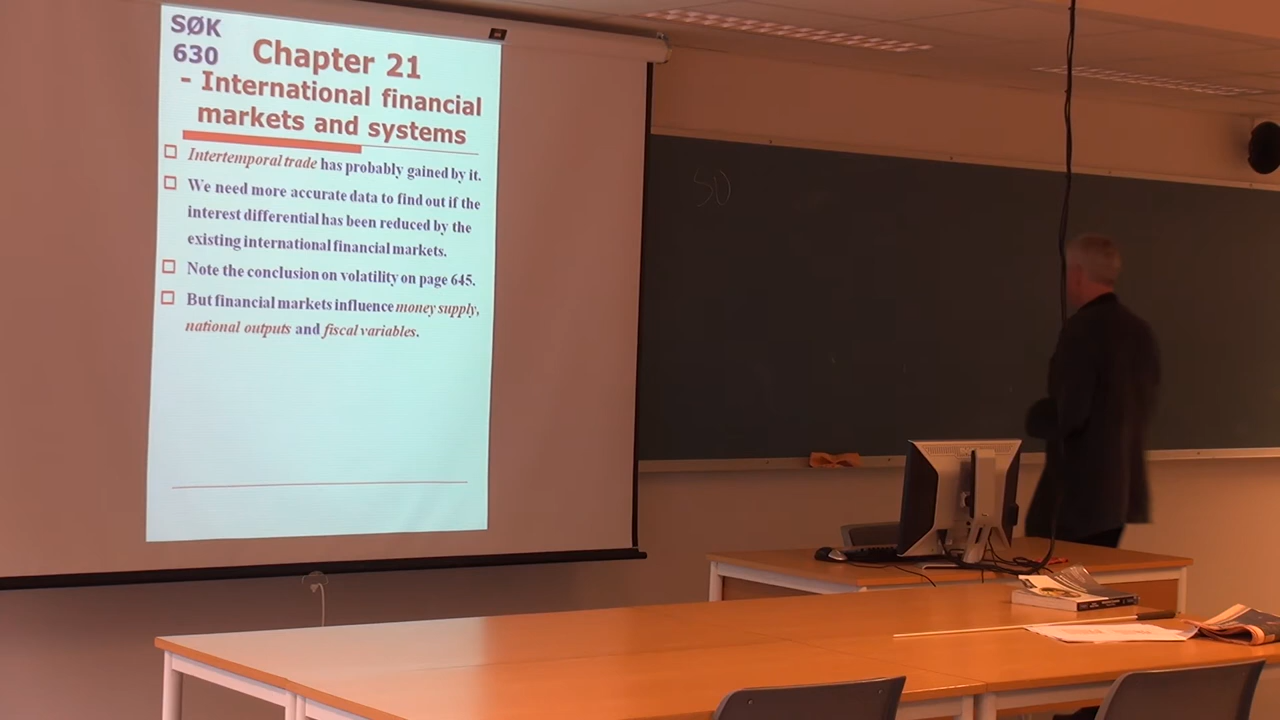 SØK
630
Chapter 21
- International financial
markets and systems
Intertemporal trade has probably gained by it.
We need more accurate data to find out if the
interest differential has been reduced by the
existing international financial markets.
Note the conclusion on volatility on page 645.
But financial markets influence money supply,
national outputs and fiscal variables.
50